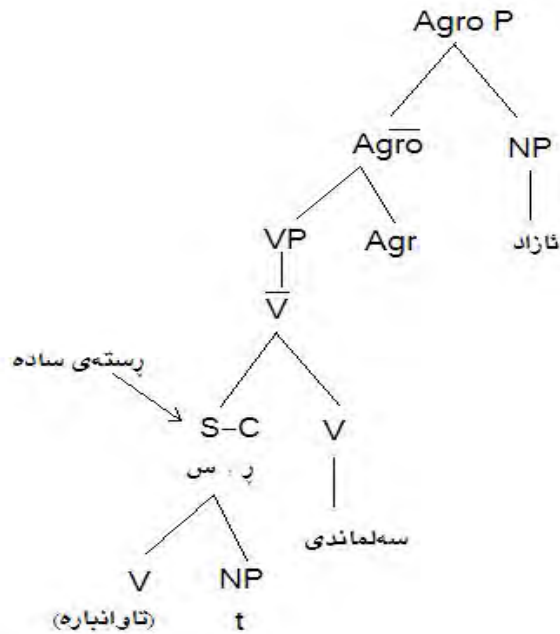 Agro P
Agro NP
ئازاد
VP Agr
V
ڕستەی سادە
S-C V
ڕ . س
سەلماندی
V NP
(تاوانبارە) t